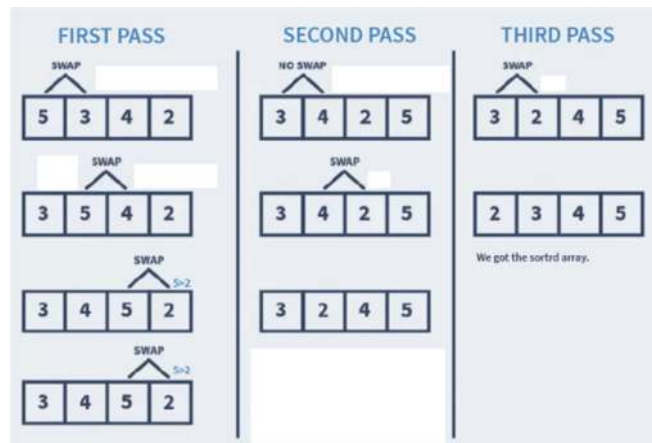 FIRST PASS
SWAP
5 3 4 2
SWAP
3 5 4 2
SWAP
5>2
3 4 5 2
SWAP
5>2
3 4 5 2
SECOND PASS
NO SWAP
3 4 2 5
SWAP
3 4 2 5
3 2 4 5
THIRD PASS
SWAP
3 2 4 5
2 3 4 5
We got the sortrd array.